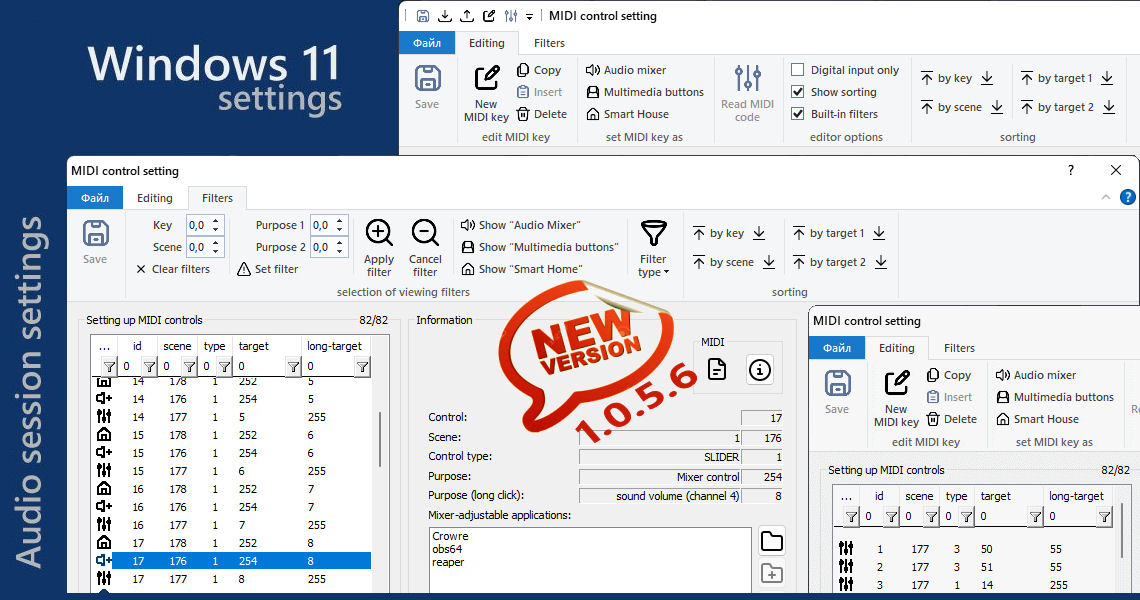 Windows 11
settings
Audio session settings
MIDI control setting
Файл Editing Filters
Save
New
MIDI key
Copy
Insert
Delete
edit MIDI key
Audio mixer
Multimedia buttons
Smart House
set MIDI key as
Read MIDI
code
Digital input only
Show sorting
Built-in filters
editor options
by key
by scene
by target 1
by target 2
sorting
MIDI control setting
?
Файл Editing Filters
?
Save
Key 0,0
Scene 0,0
Clear filters
Purpose 1 0,0
Purpose 2 0,0
Set filter
Apply
filter
Cancel
filter
Show "Audio Mixer"
Show "Multimedia buttons"
Show "Smart Home"
selection of viewing filters
Filter
type
by key
by scene
by target 1
by target 2
sorting
Setting up MIDI controls 82/82
... id scene type target long-target
0 0 0 0 0
14 178 1 252 5
14 176 1 254 5
14 177 1 5 255
15 178 1 252 6
15 176 1 254 6
15 177 1 6 255
16 178 1 252 7
16 176 1 254 7
16 177 1 7 255
17 178 1 252 8
17 176 1 254 8
17 177 1 8 255
Information
NEW
VERSION
1.0.5.6
MIDI
Control: 17
Scene: 1 176
Control type: SLIDER 1
Purpose: Mixer control 254
Purpose (long click): sound volume (channel 4) 8
Mixer-adjustable applications:
Crowre
obs64
reaper
MIDI control setting
Файл Editing Filters
Save
New
MIDI key
Copy
Insert
Delete
edit MIDI key
Audio mixer
Multimedia buttons
Smart House
set MIDI key as
Setting up MIDI controls 82/82
... id scene type target long-target
0 0 0 0 0
1 177 3 50 55
2 177 3 51 55
3 177 1 14 255